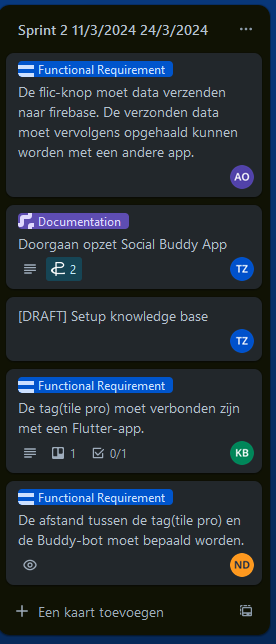 Sprint 2 11/3/2024 24/3/2024
Functional Requirement
De flic-knop moet data verzenden
naar firebase. De verzonden data
moet vervolgens opgehaald kunnen
worden met een andere app.
AO
Documentation
Doorgaan opzet Social Buddy App
2
TZ
[DRAFT] Setup knowledge base
TZ
Functional Requirement
De tag(tile pro) moet verbonden zijn
met een Flutter-app.
1 0/1
KB
Functional Requirement
De afstand tussen de tag(tile pro) en
de Buddy-bot moet bepaald worden.
ND
Een kaart toevoegen